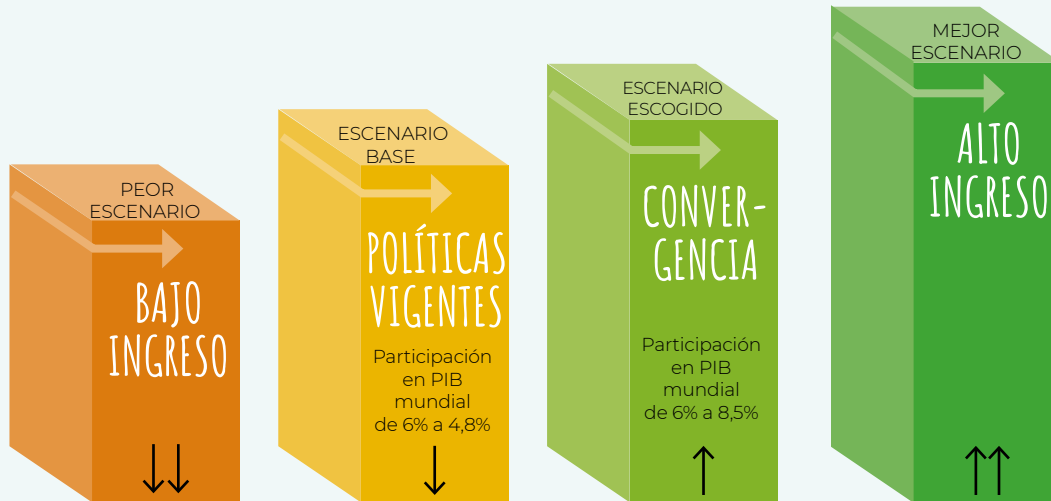 PEOR
ESCENARIO
BAJO
INGRESO
ESCENARIO
BASE
POLÍTICAS
VIGENTES
Participación
en PIB
mundial
de 6% a 4,8%
ESCENARIO
ESCOGIDO
CONVER-
GENCIA
Participación
en PIB
mundial
de 6% a 8,5%
MEJOR
ESCENARIO
ALTO
INGRESO